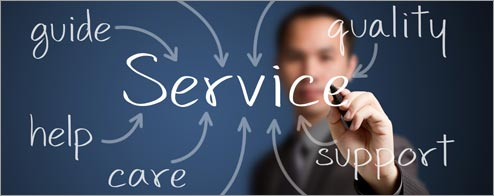 guide
quality
Service
help
support
care